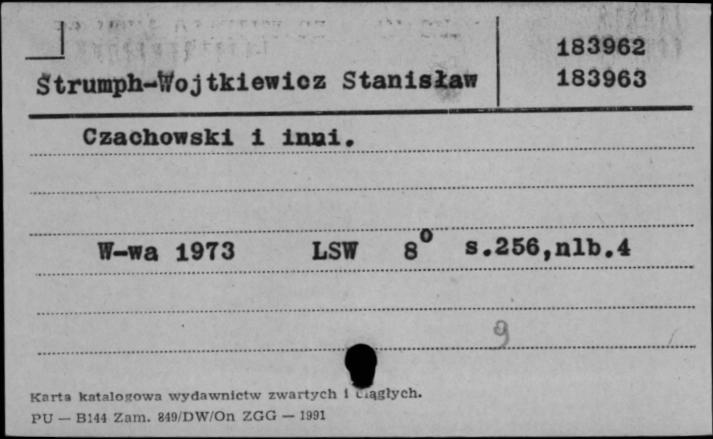 183962
Strumph-Wojtkiewicz Stanisław 183963
Czachowski i inni.
W-wa 1973 LSW 8° s.256,nlb.4
9
Karta katalogowa wydawnictw zwartych i ciągłych.
PU — B144 Zam. 849/DW/On ZGG — 1991